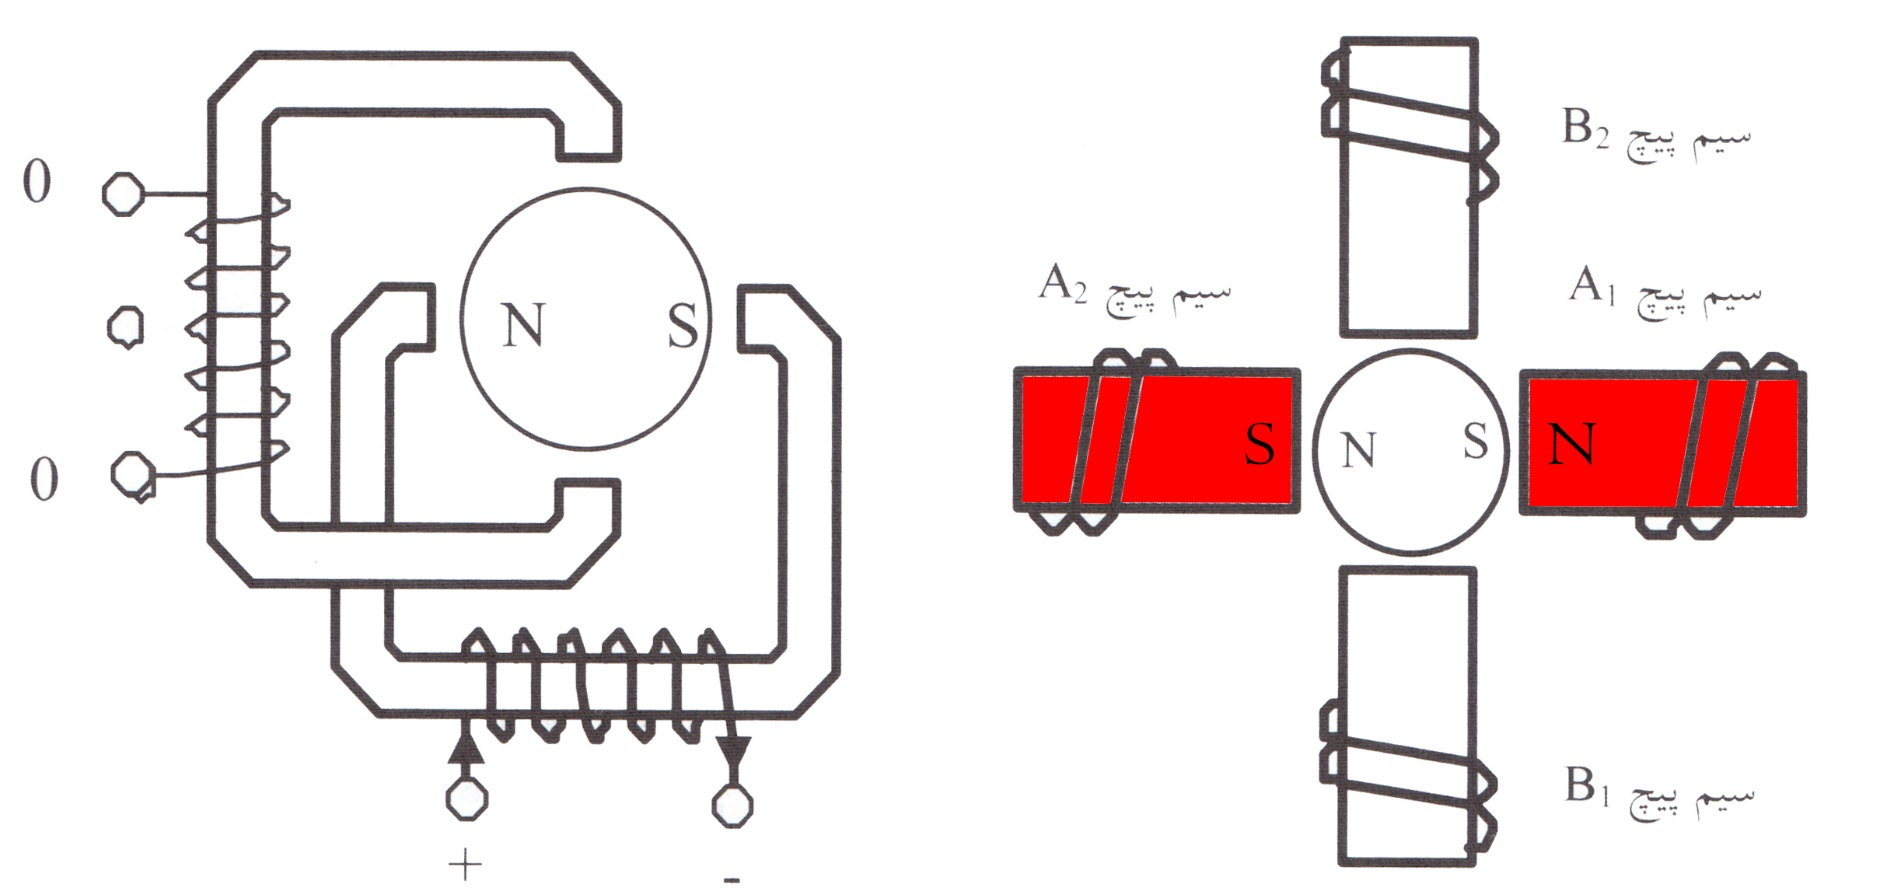 0
0
N S
+ -
سیم پیچ B2
سیم پیچ A2
سیم پیچ A1
S N S N
سیم پیچ B1